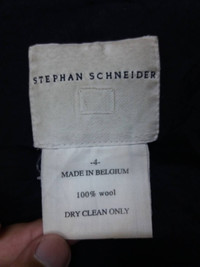 STEPHAN SCHNEIDER
-4-
MADE IN BELGIUM
100% wool
DRY CLEAN ONLY